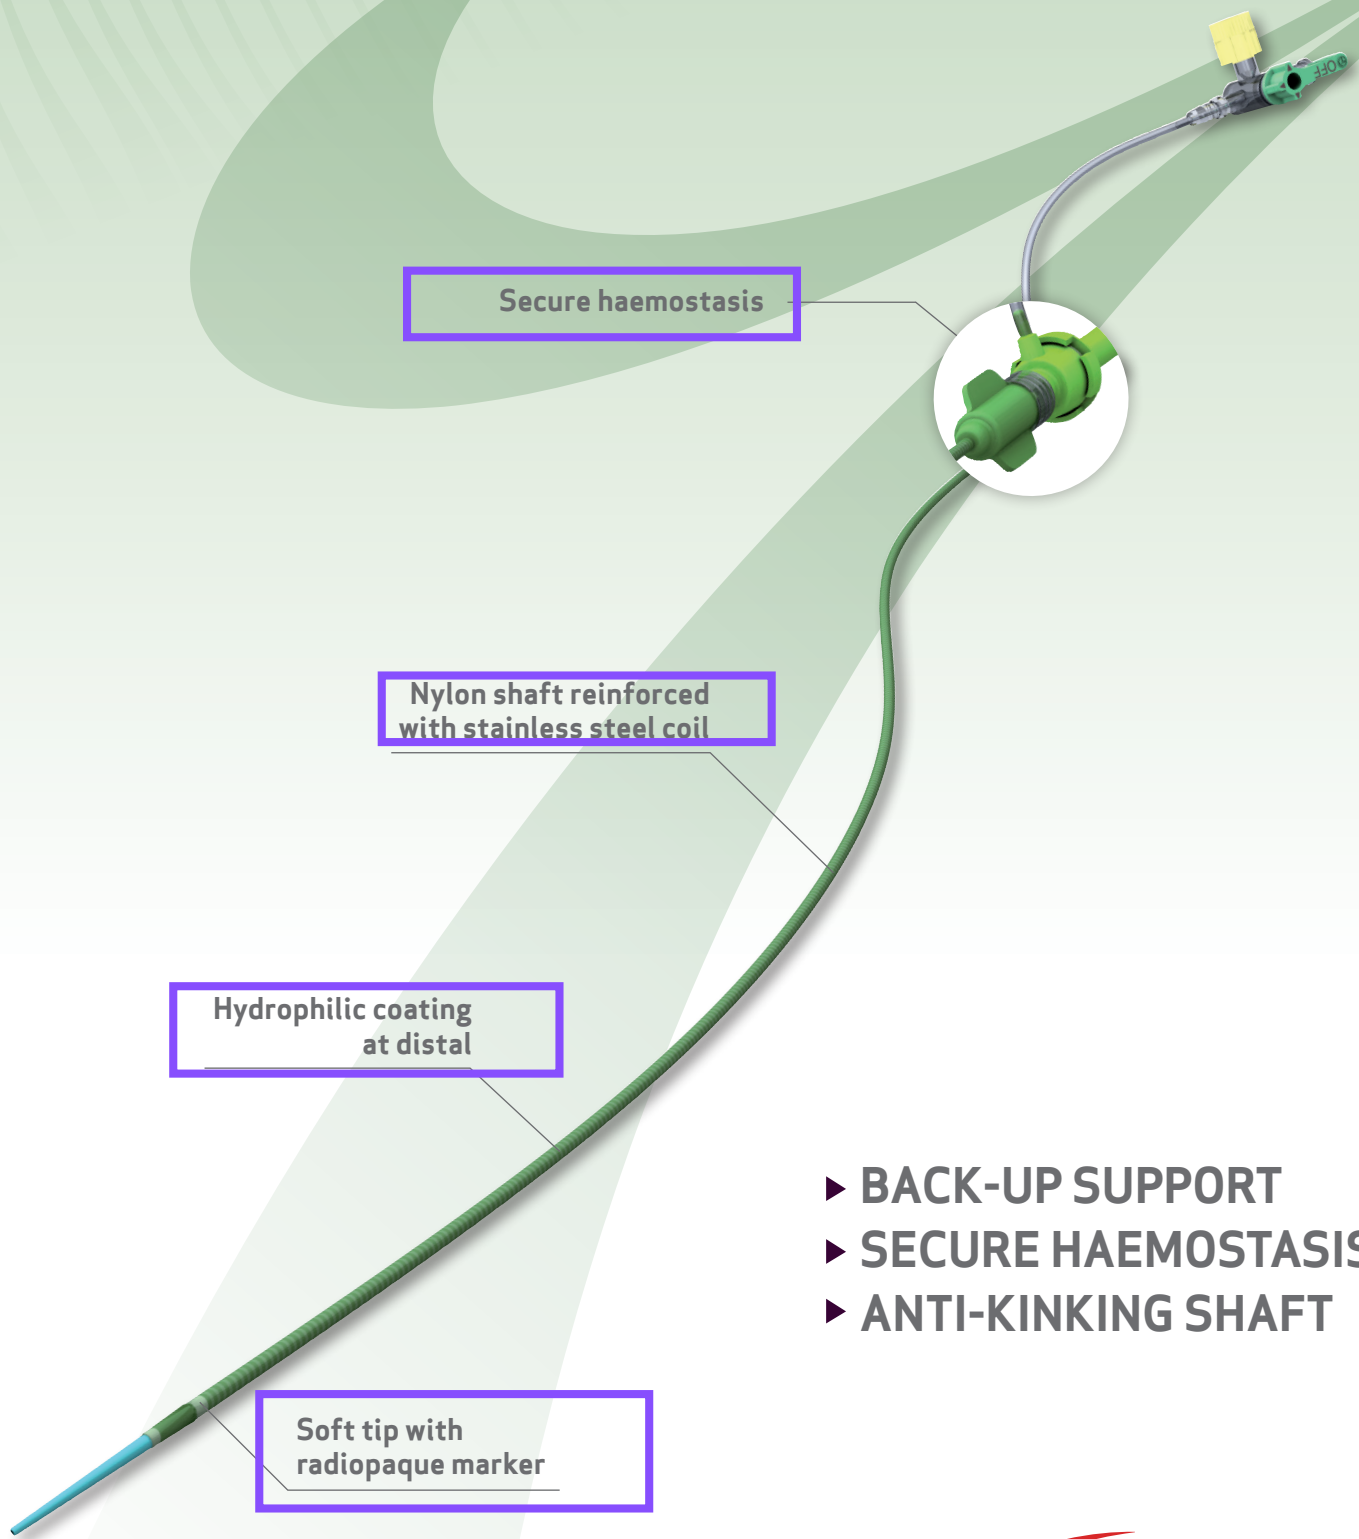 OFF
Secure haemostasis
Nylon shaft reinforced
with stainless steel coil
Hydrophilic coating
at distal
BACK-UP SUPPORT
SECURE HAEMOSTASIS
ANTI-KINKING SHAFT
Soft tip with
radiopaque marker